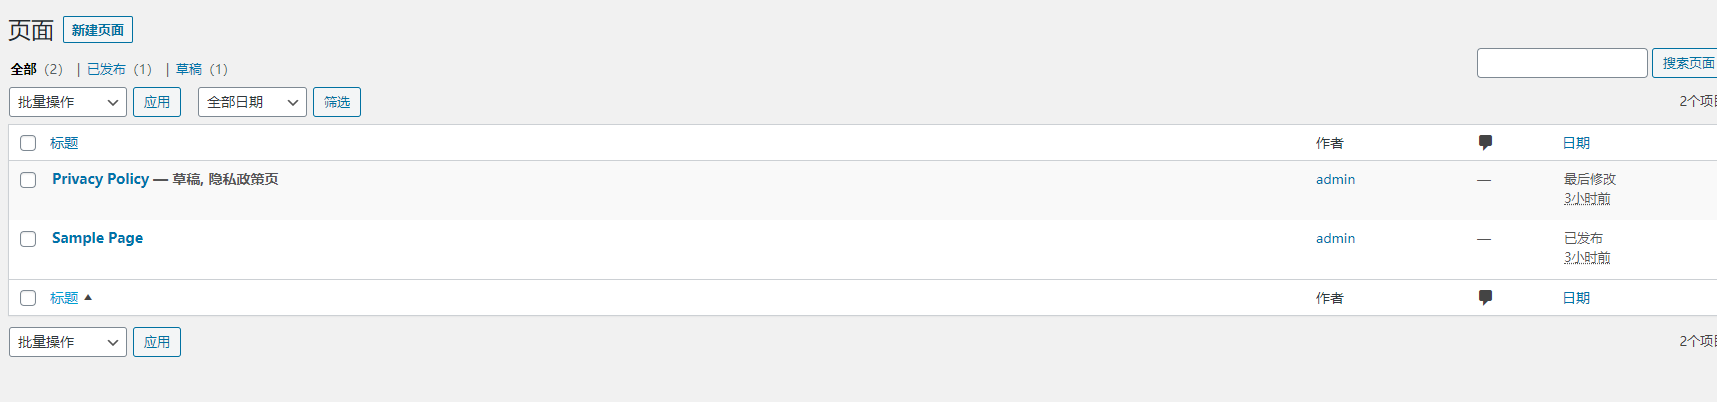 页面 新建页面
全部 (2) | 已发布 (1) | 草稿 (1)
搜索页面
批量操作 应用 全部日期 筛选 2个项
标题 作者 日期
Privacy Policy — 草稿, 隐私政策页 admin — 最后修改
3小时前
Sample Page admin — 已发布
3小时前
标题 作者 日期
批量操作 应用 2个项